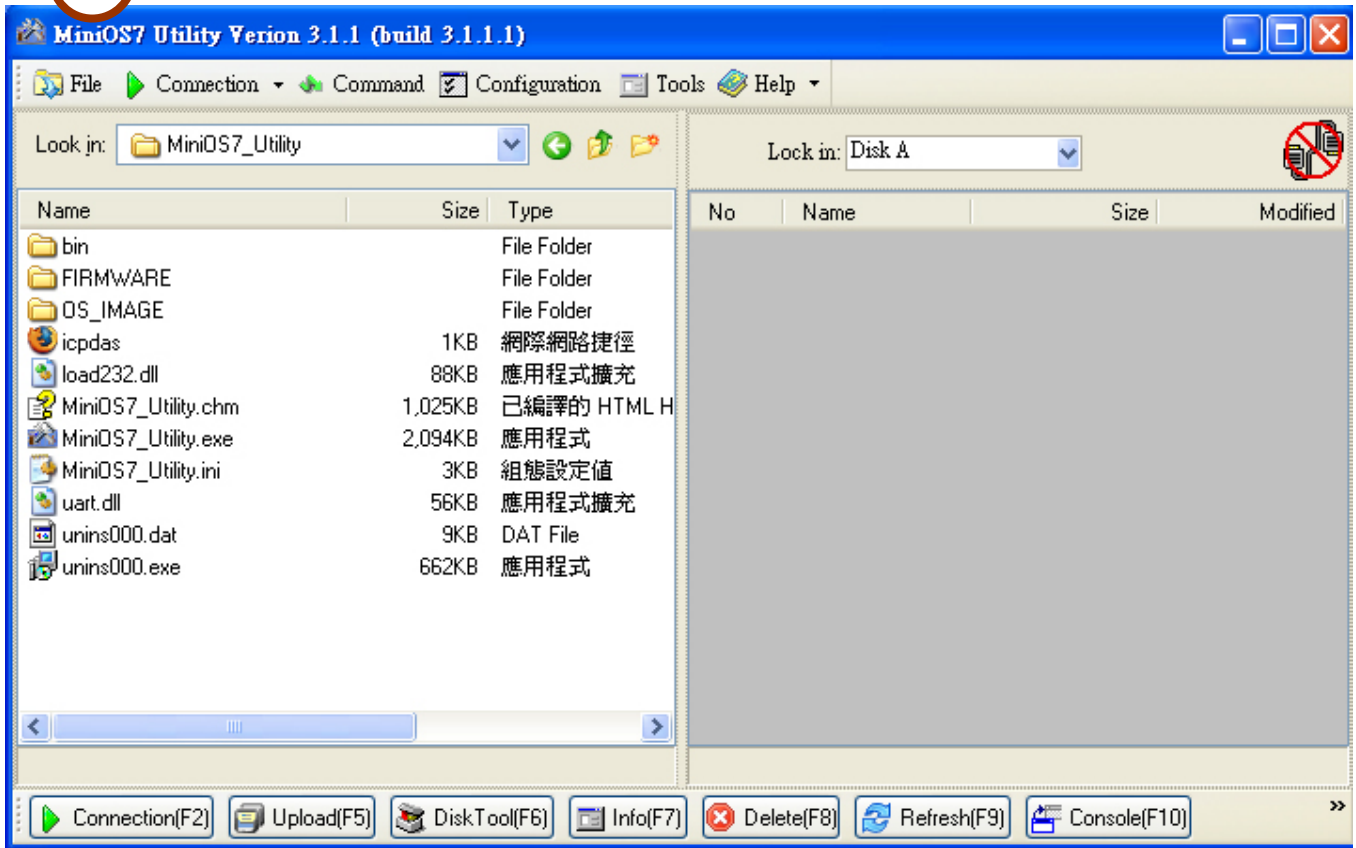 MiniOS7 Utility Verion 3.1.1 (build 3.1.1.1)
File Connection Command Configuration Tools Help
Look in: MiniOS7_Utility
Lock in: Disk A
Name Size Type
No Name Size Modified
bin File Folder
FIRMWARE File Folder
OS_IMAGE File Folder
icpdas 1KB 網際網路捷徑
load232.dll 88KB 應用程式擴充
MiniOS7_Utility.chm 1,025KB 已編譯的 HTML H
MiniOS7_Utility.exe 2,094KB 應用程式
MiniOS7_Utility.ini 3KB 組態設定值
uart.dll 56KB 應用程式擴充
unins000.dat 9KB DAT File
unins000.exe 662KB 應用程式
Connection(F2) Upload(F5) DiskTool(F6) Info(F7) Delete(F8) Refresh(F9) Console(F10) »